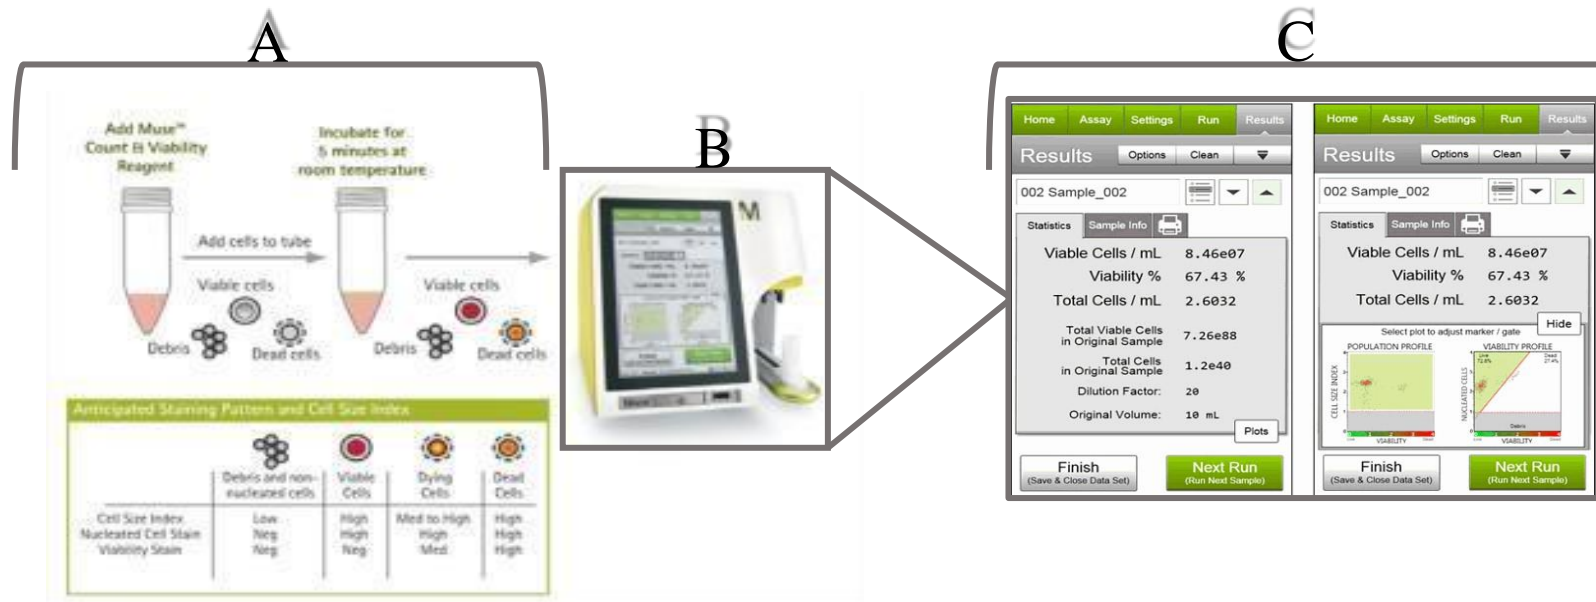 A
B
C
Add Muse™
Count & Viability
Reagent
Incubate for
5 minutes at
room temperature
Add cells to tube
Viable cells
Debris
Dead cells
Viable cells
Debris
Dead cells
Anticipated Staining Pattern and Cell Size Index
Debris and non-
nucleated cells
Viable
Cells
Dying
Cells
Dead
Cells
Cell Size Index Low High Med to High High
Nucleated Cell Stain Neg High High High
Viability Stain Neg Neg Med High
M
Home Assay Settings Run Results
Results Options Clean
002 Sample_002
Statistics Sample Info
Viable Cells / mL 8.46e07
Viability % 67.43 %
Total Cells / mL 2.6032
Total Viable Cells
in Original Sample 7.26e88
Total Cells
in Original Sample 1.2e40
Dilution Factor: 20
Original Volume: 10 mL
Plots
Finish
(Save & Close Data Set)
Next Run
(Run Next Sample)
Home Assay Settings Run Results
Results Options Clean
002 Sample_002
Statistics Sample Info
Viable Cells / mL 8.46e07
Viability % 67.43 %
Total Cells / mL 2.6032
Hide
Select plot to adjust marker / gate
POPULATION PROFILE
CELL SIZE INDEX
VIABILITY
VIABILITY PROFILE
NUCLEATED CELLS
Live
Dead
27.4%
Debris
VIABILITY
Finish
(Save & Close Data Set)
Next Run
(Run Next Sample)